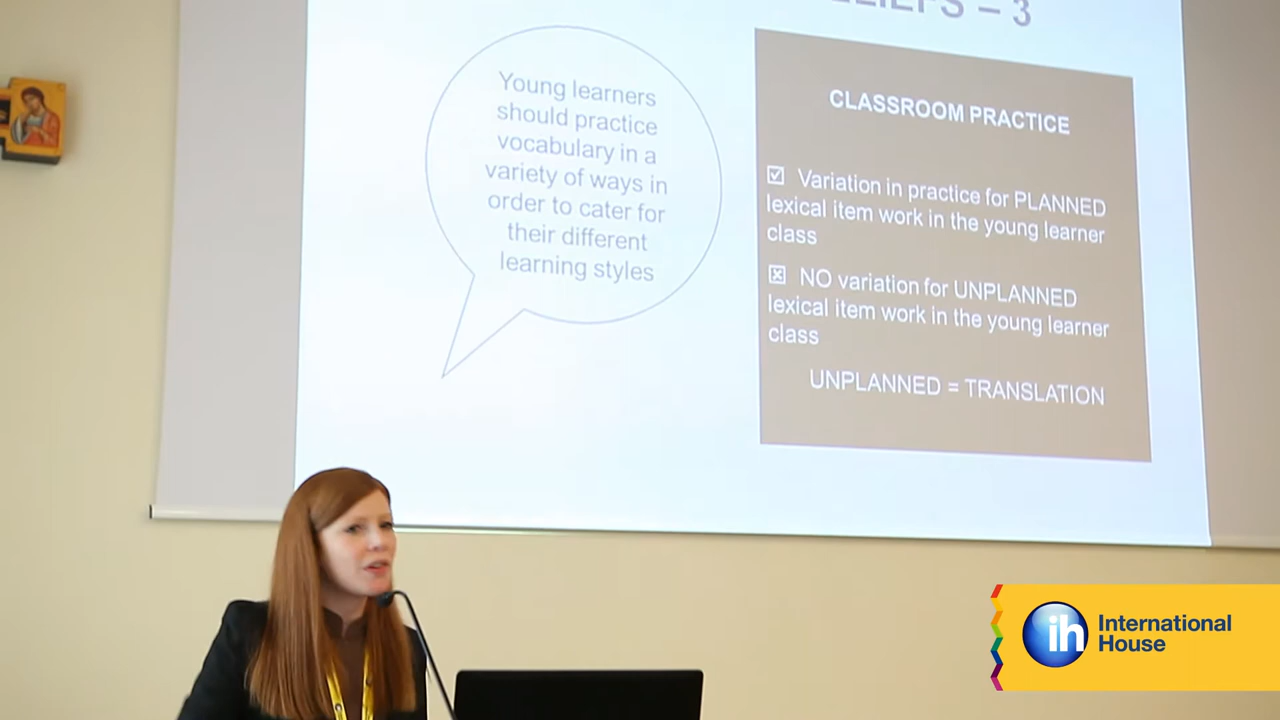 – 3
Young learners
should practice
vocabulary in a
variety of ways in
order to cater for
their different
learning styles
CLASSROOM PRACTICE
☑ Variation in practice for PLANNED
lexical item work in the young learner
class
☒ NO variation for UNPLANNED
lexical item work in the young learner
class
UNPLANNED = TRANSLATION
ih
International
House